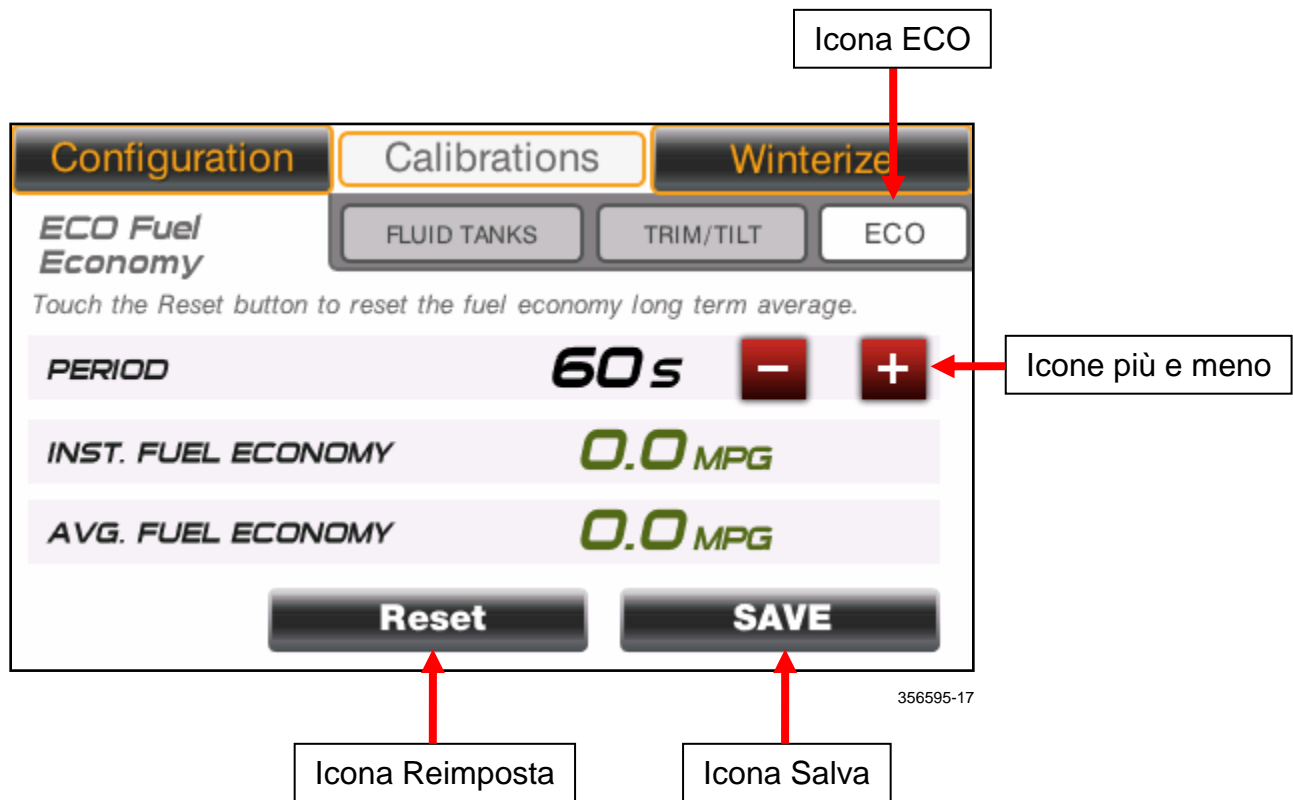 Icona ECO
Configuration
Calibrations
Winterize
ECO Fuel
Economy
FLUID TANKS
TRIM/TILT
ECO
Touch the Reset button to reset the fuel economy long term average.
PERIOD
60 s
−
+
Icone più e meno
INST. FUEL ECONOMY
0.0 MPG
AVG. FUEL ECONOMY
0.0 MPG
Reset
SAVE
356595-17
Icona Reimposta
Icona Salva